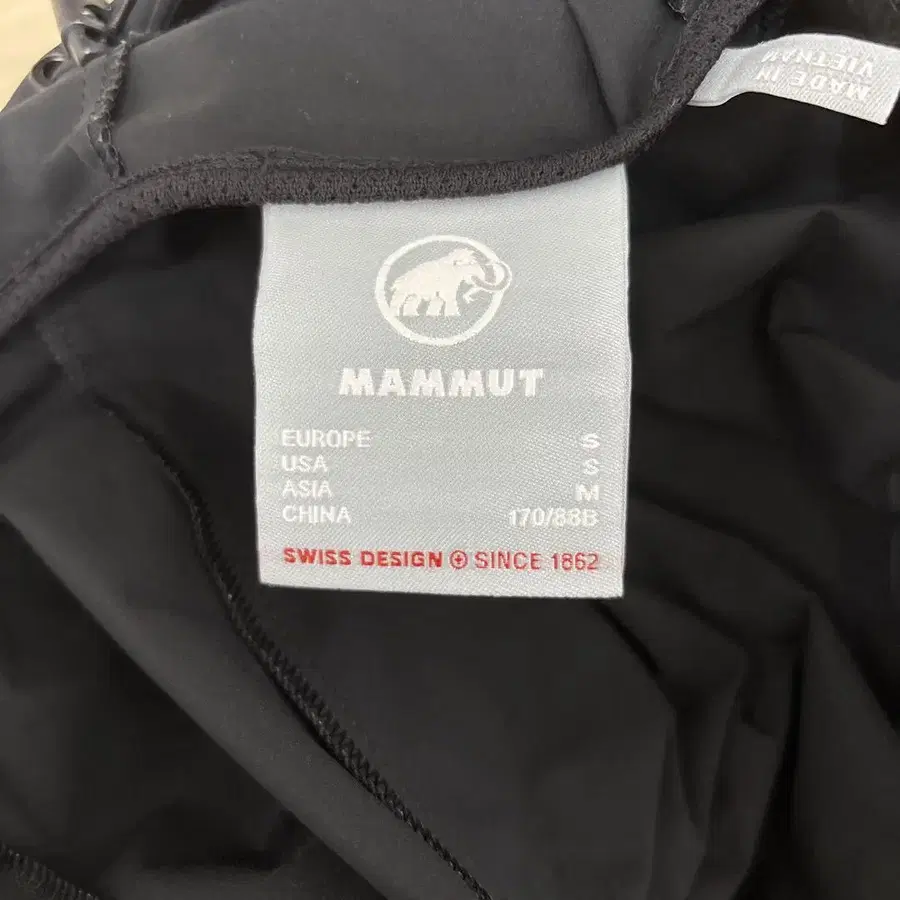 MADE IN
VIETNAM
MAMMUT
EUROPE S
USA S
ASIA M
CHINA 170/88B
SWISS DESIGN SINCE 1862